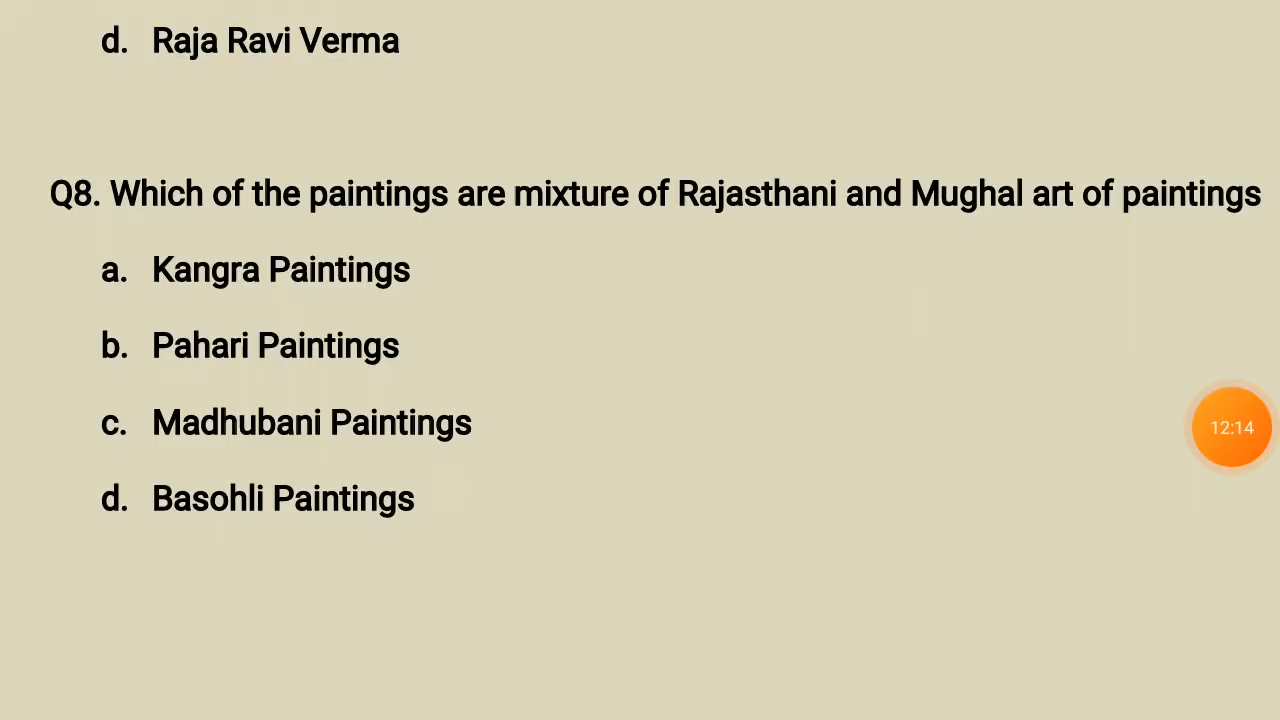 d. Raja Ravi Verma
Q8. Which of the paintings are mixture of Rajasthani and Mughal art of paintings
a. Kangra Paintings
b. Pahari Paintings
c. Madhubani Paintings
12:14
d. Basohli Paintings